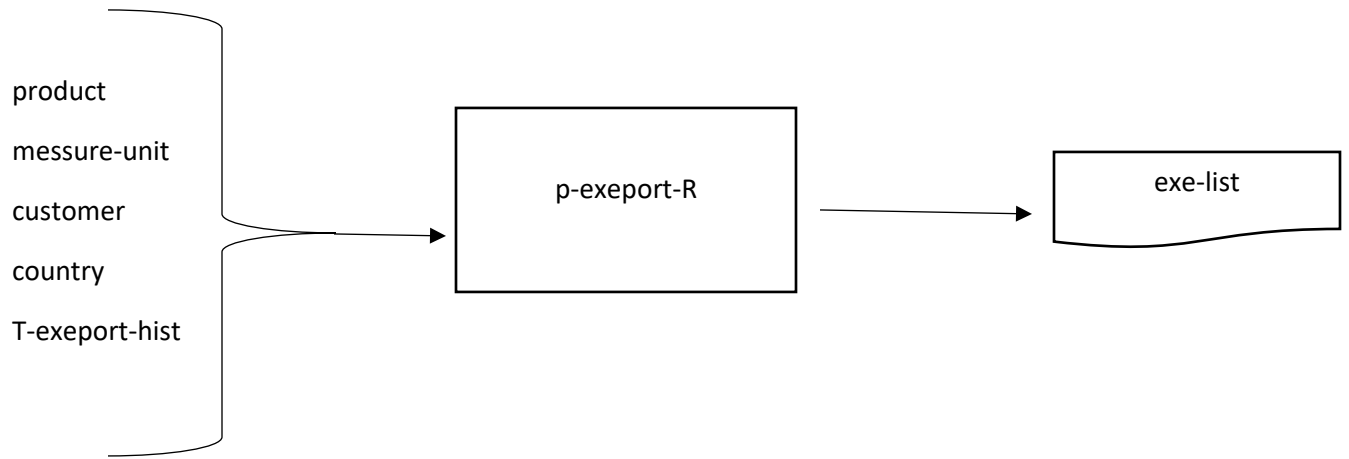 product
messure-unit
customer
country
T-exeport-hist
p-exeport-R
exe-list